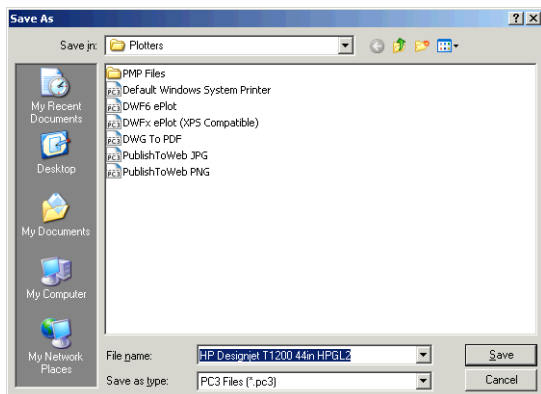 Save As
Save in:
Plotters
My Recent
Documents
Desktop
My Documents
My Computer
My Network
Places
PMP Files
Default Windows System Printer
DWF6 ePlot
DWFx ePlot (XPS Compatible)
DWG To PDF
PublishToWeb JPG
PublishToWeb PNG
File name:
HP Designjet T1200 44in HPGL2
Save
Save as type:
PC3 Files (*.pc3)
Cancel